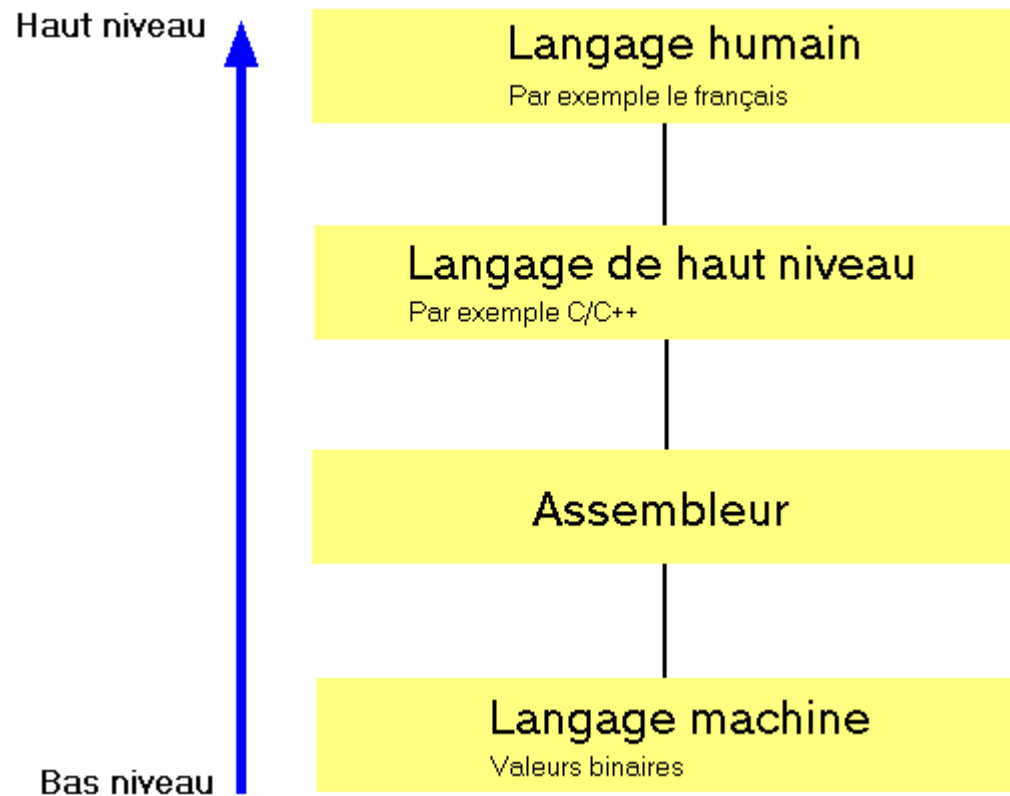 Haut niveau
Langage humain
Par exemple le français
Langage de haut niveau
Par exemple C/C++
Assembleur
Langage machine
Valeurs binaires
Bas niveau